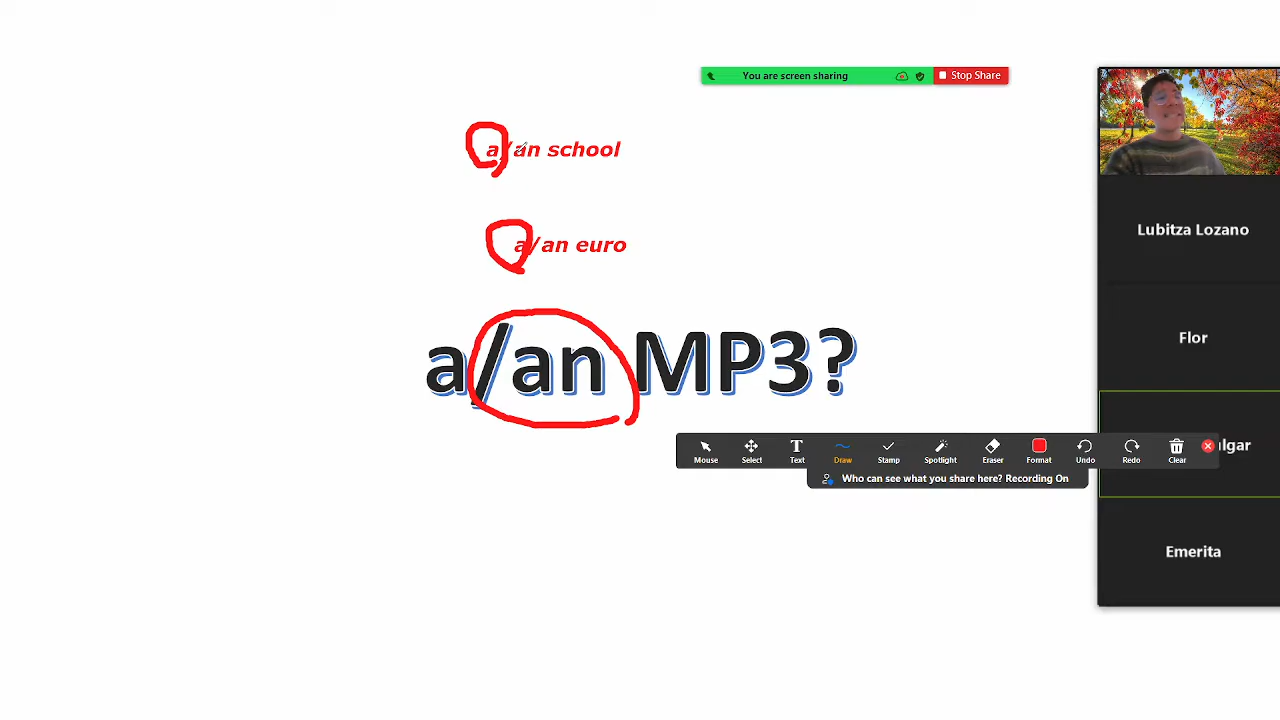 You are screen sharing
Stop Share
a/an school
a/an euro
a/an MP3?
Mouse
Select
Text
Draw
Stamp
Spotlight
Eraser
Format
Undo
Redo
Clear
Who can see what you share here? Recording On
Lubitza Lozano
Flor
Emerita